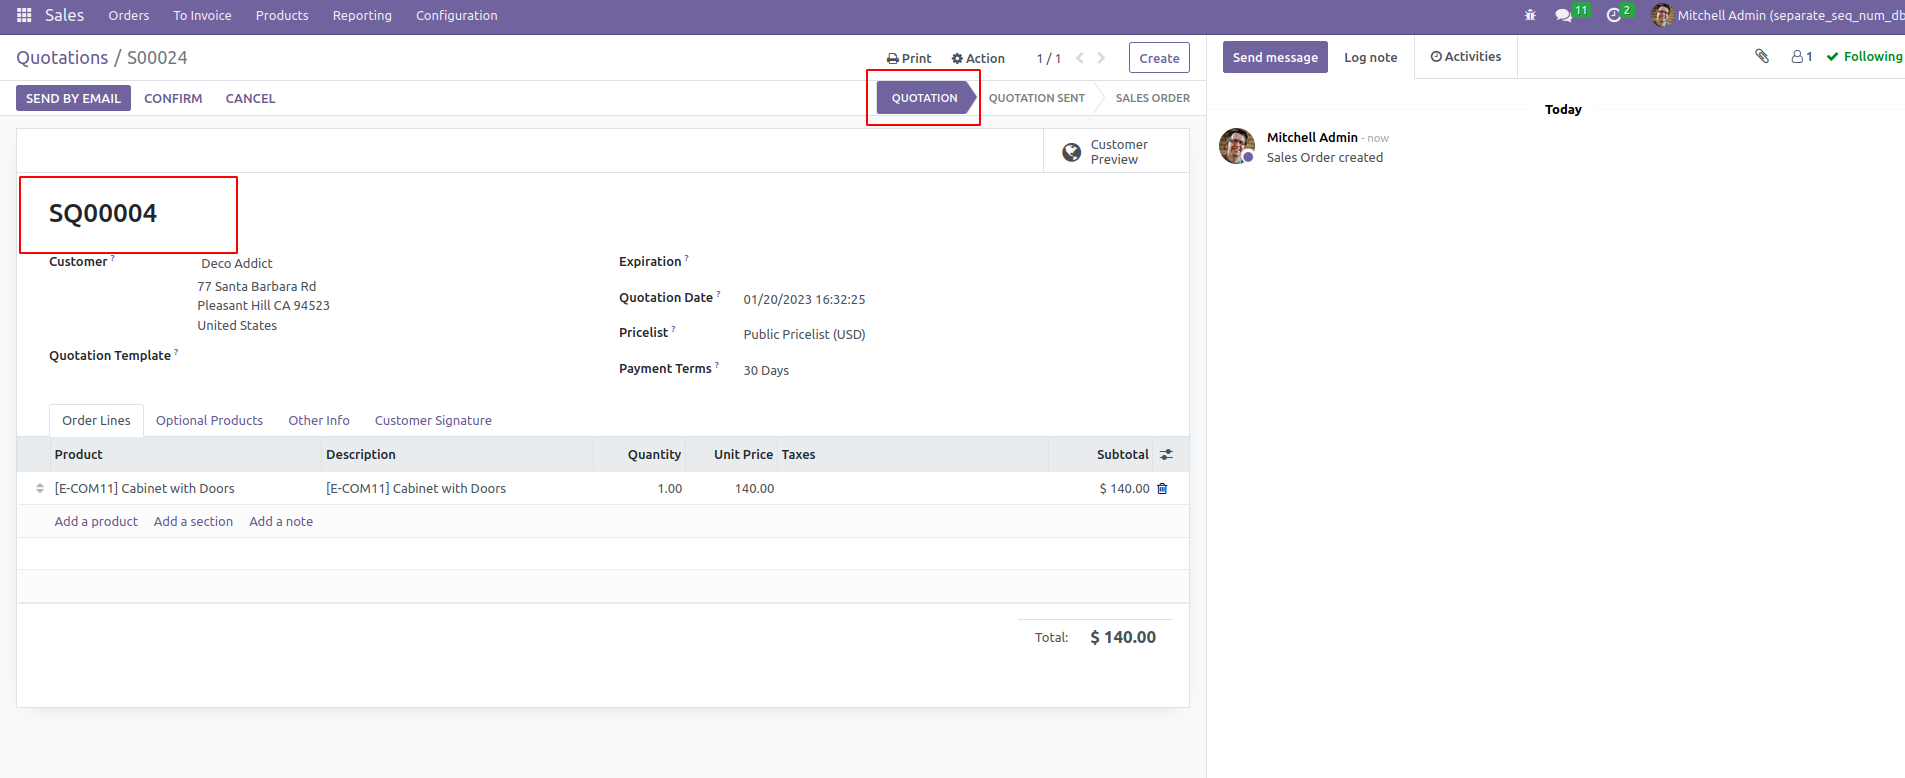 Sales Orders To Invoice Products Reporting Configuration 11 2 Mitchell Admin (separate_seq_num_db
Quotations / S00024 Print Action 1 / 1 Create Send message Log note Activities 1 Following
SEND BY EMAIL CONFIRM CANCEL QUOTATION QUOTATION SENT SALES ORDER
Today
Mitchell Admin - now
Sales Order created
Customer
Preview
SQ00004
Customer ? Deco Addict
77 Santa Barbara Rd
Pleasant Hill CA 94523
United States
Quotation Template ?
Expiration ?
Quotation Date ? 01/20/2023 16:32:25
Pricelist ? Public Pricelist (USD)
Payment Terms ? 30 Days
Order Lines Optional Products Other Info Customer Signature
Product Description Quantity Unit Price Taxes Subtotal
[E-COM11] Cabinet with Doors [E-COM11] Cabinet with Doors 1.00 140.00 $ 140.00
Add a product Add a section Add a note
Total: $ 140.00